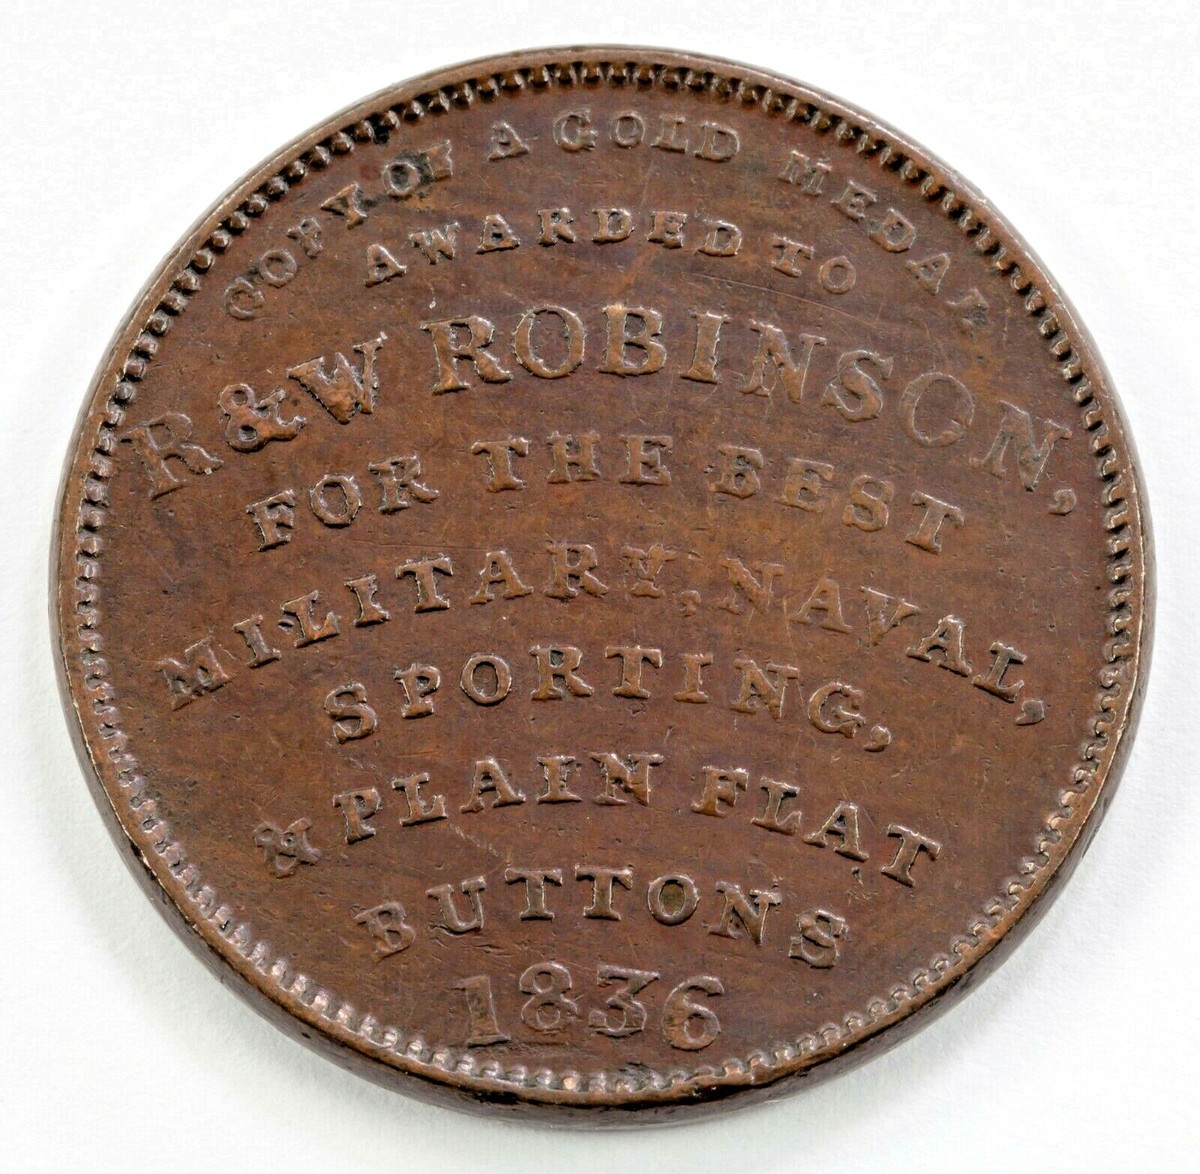 COPY OF A GOLD MEDAL
AWARDED TO
R & W ROBINSON,
FOR THE BEST
MILITARY, NAVAL,
SPORTING,
& PLAIN FLAT
BUTTONS
1836